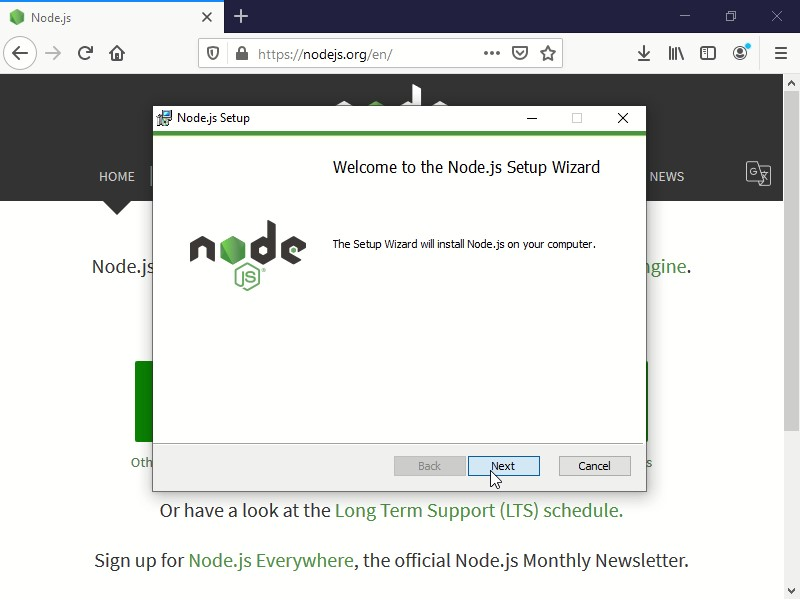 Node.js
https://nodejs.org/en/
Node.js Setup
Welcome to the Node.js Setup Wizard
HOME
NEWS
node
JS
The Setup Wizard will install Node.js on your computer.
Node.js
ngine.
Back
Next
Cancel
Oth
s
Or have a look at the Long Term Support (LTS) schedule.
Sign up for Node.js Everywhere, the official Node.js Monthly Newsletter.